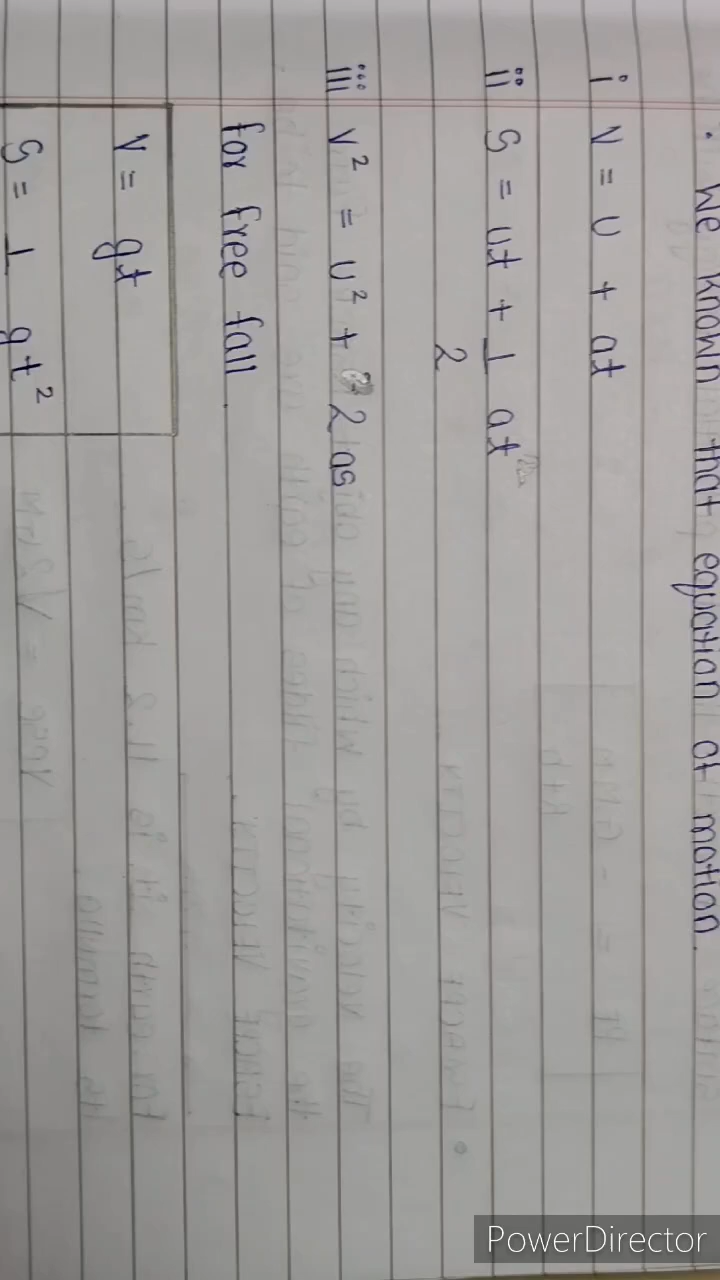 • We known that equation of motion.
i v = u + at
ii s = ut + 1 at²
2
iii v² = u² + 2as
for free fall
v = gt
s = 1 gt²
PowerDirector